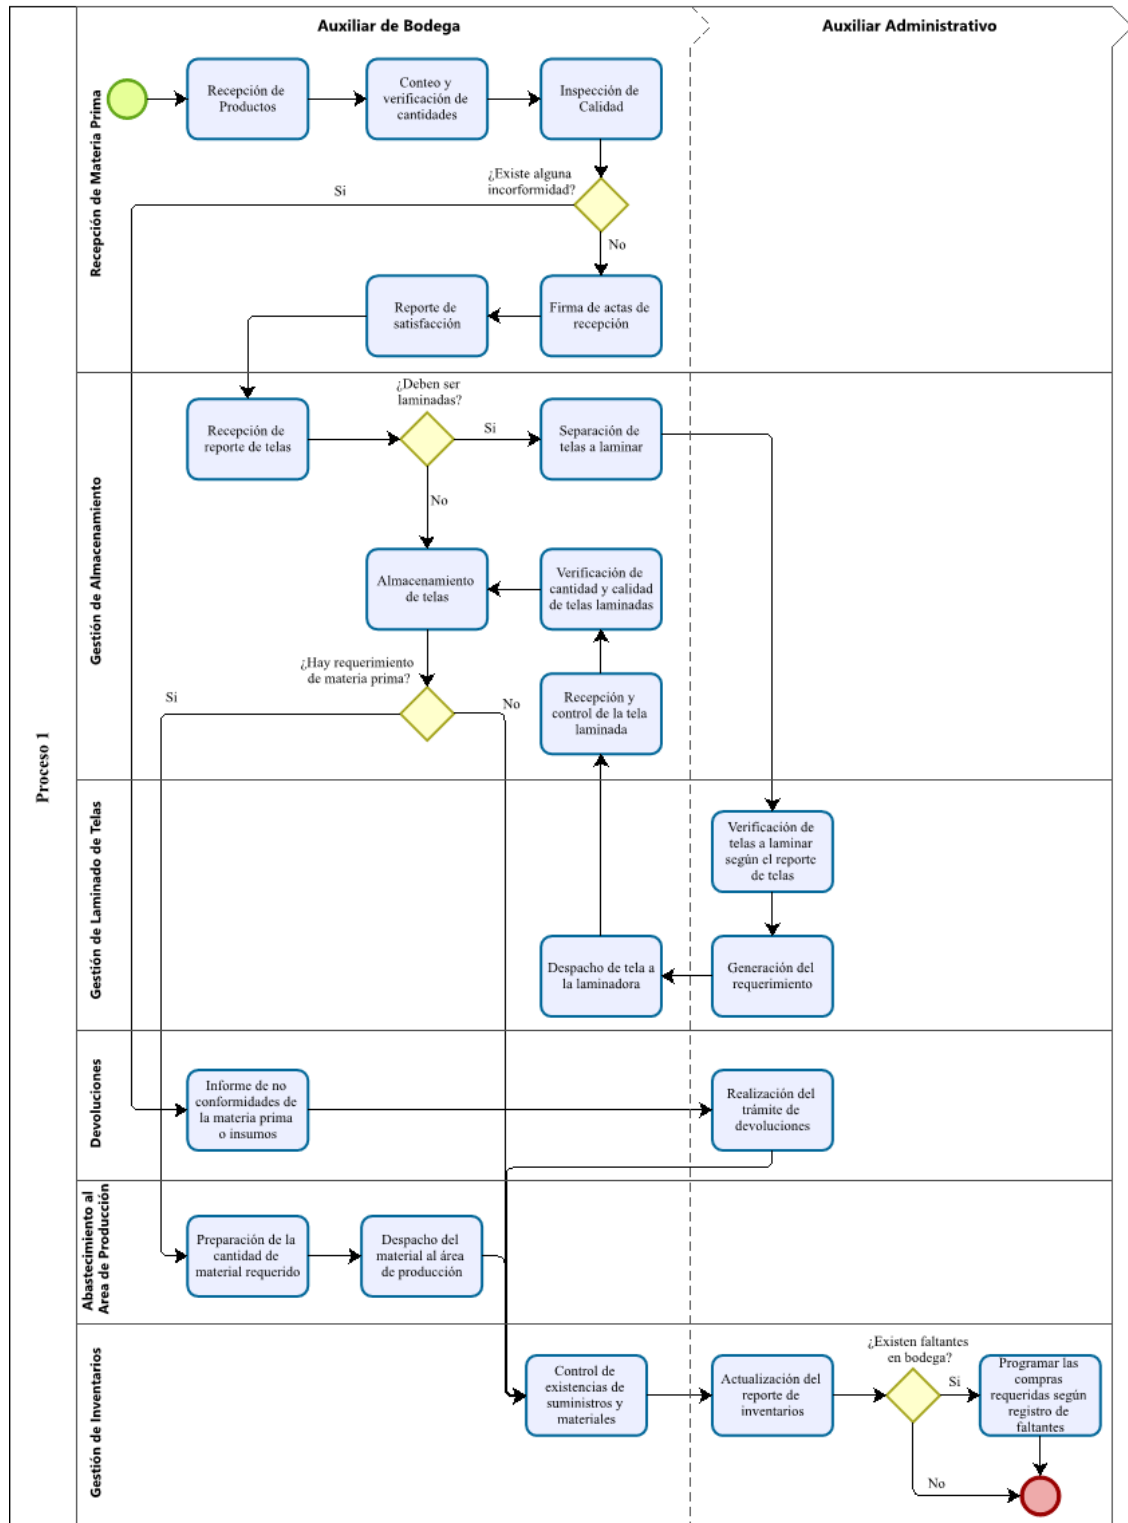 Auxiliar de Bodega
Auxiliar Administrativo
Proceso 1
Recepción de Materia Prima
Recepción de
Productos
Conteo y
verificación de
cantidades
Inspección de
Calidad
¿Existe alguna
incorformidad?
Si
No
Reporte de
satisfacción
Firma de actas de
recepción
Gestión de Almacenamiento
¿Deben ser
laminadas?
Recepción de
reporte de telas
Si
Separación de
telas a laminar
No
Almacenamiento
de telas
Verificación de
cantidad y calidad
de telas laminadas
¿Hay requerimiento
de materia prima?
Si
No
Recepción y
control de la tela
laminada
Gestión de Laminado de Telas
Verificación de
telas a laminar
según el reporte
de telas
Despacho de tela a
la laminadora
Generación del
requerimiento
Devoluciones
Informe de no
conformidades de
la materia prima
o insumos
Realización del
trámite de
devoluciones
Abastecimiento al
Area de Producción
Preparación de la
cantidad de
material requerido
Despacho del
material al área
de producción
Gestión de Inventarios
Control de
existencias de
suministros y
materiales
Actualización del
reporte de
inventarios
¿Existen faltantes
en bodega?
Si
Programar las
compras
requeridas según
registro de
faltantes
No